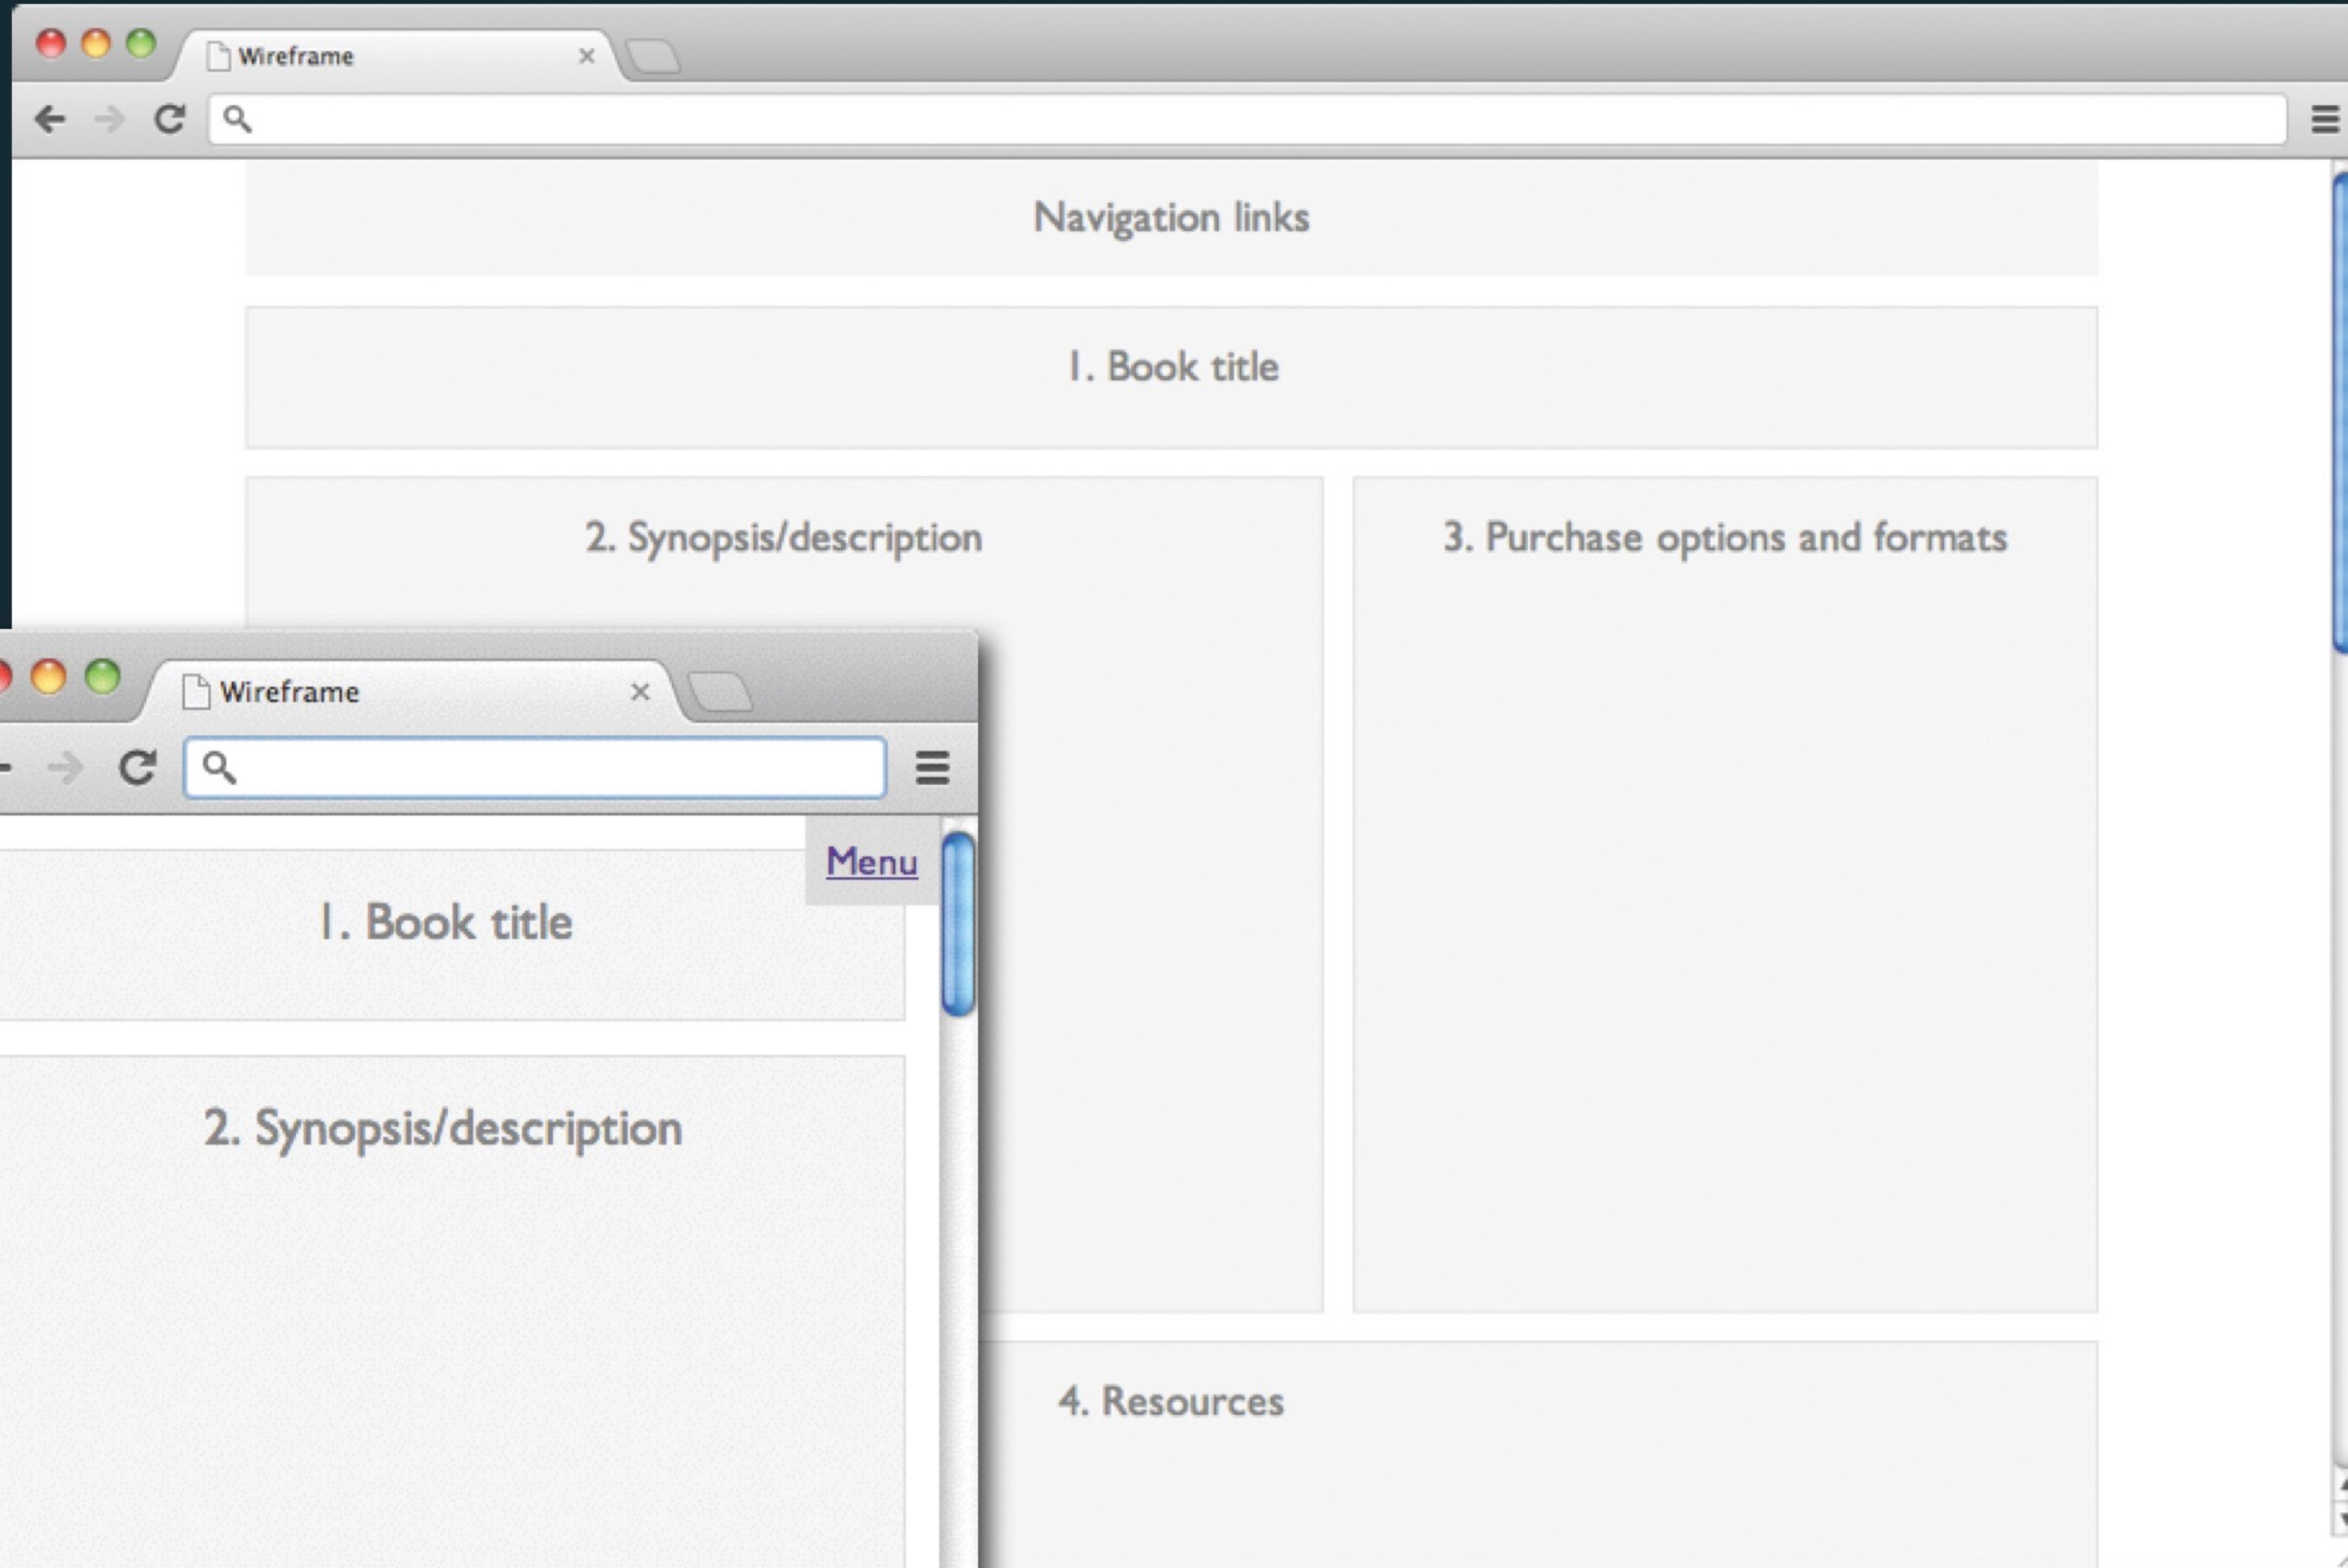 Wireframe
Navigation links
1. Book title
2. Synopsis/description
3. Purchase options and formats
Wireframe
Menu
1. Book title
2. Synopsis/description
4. Resources